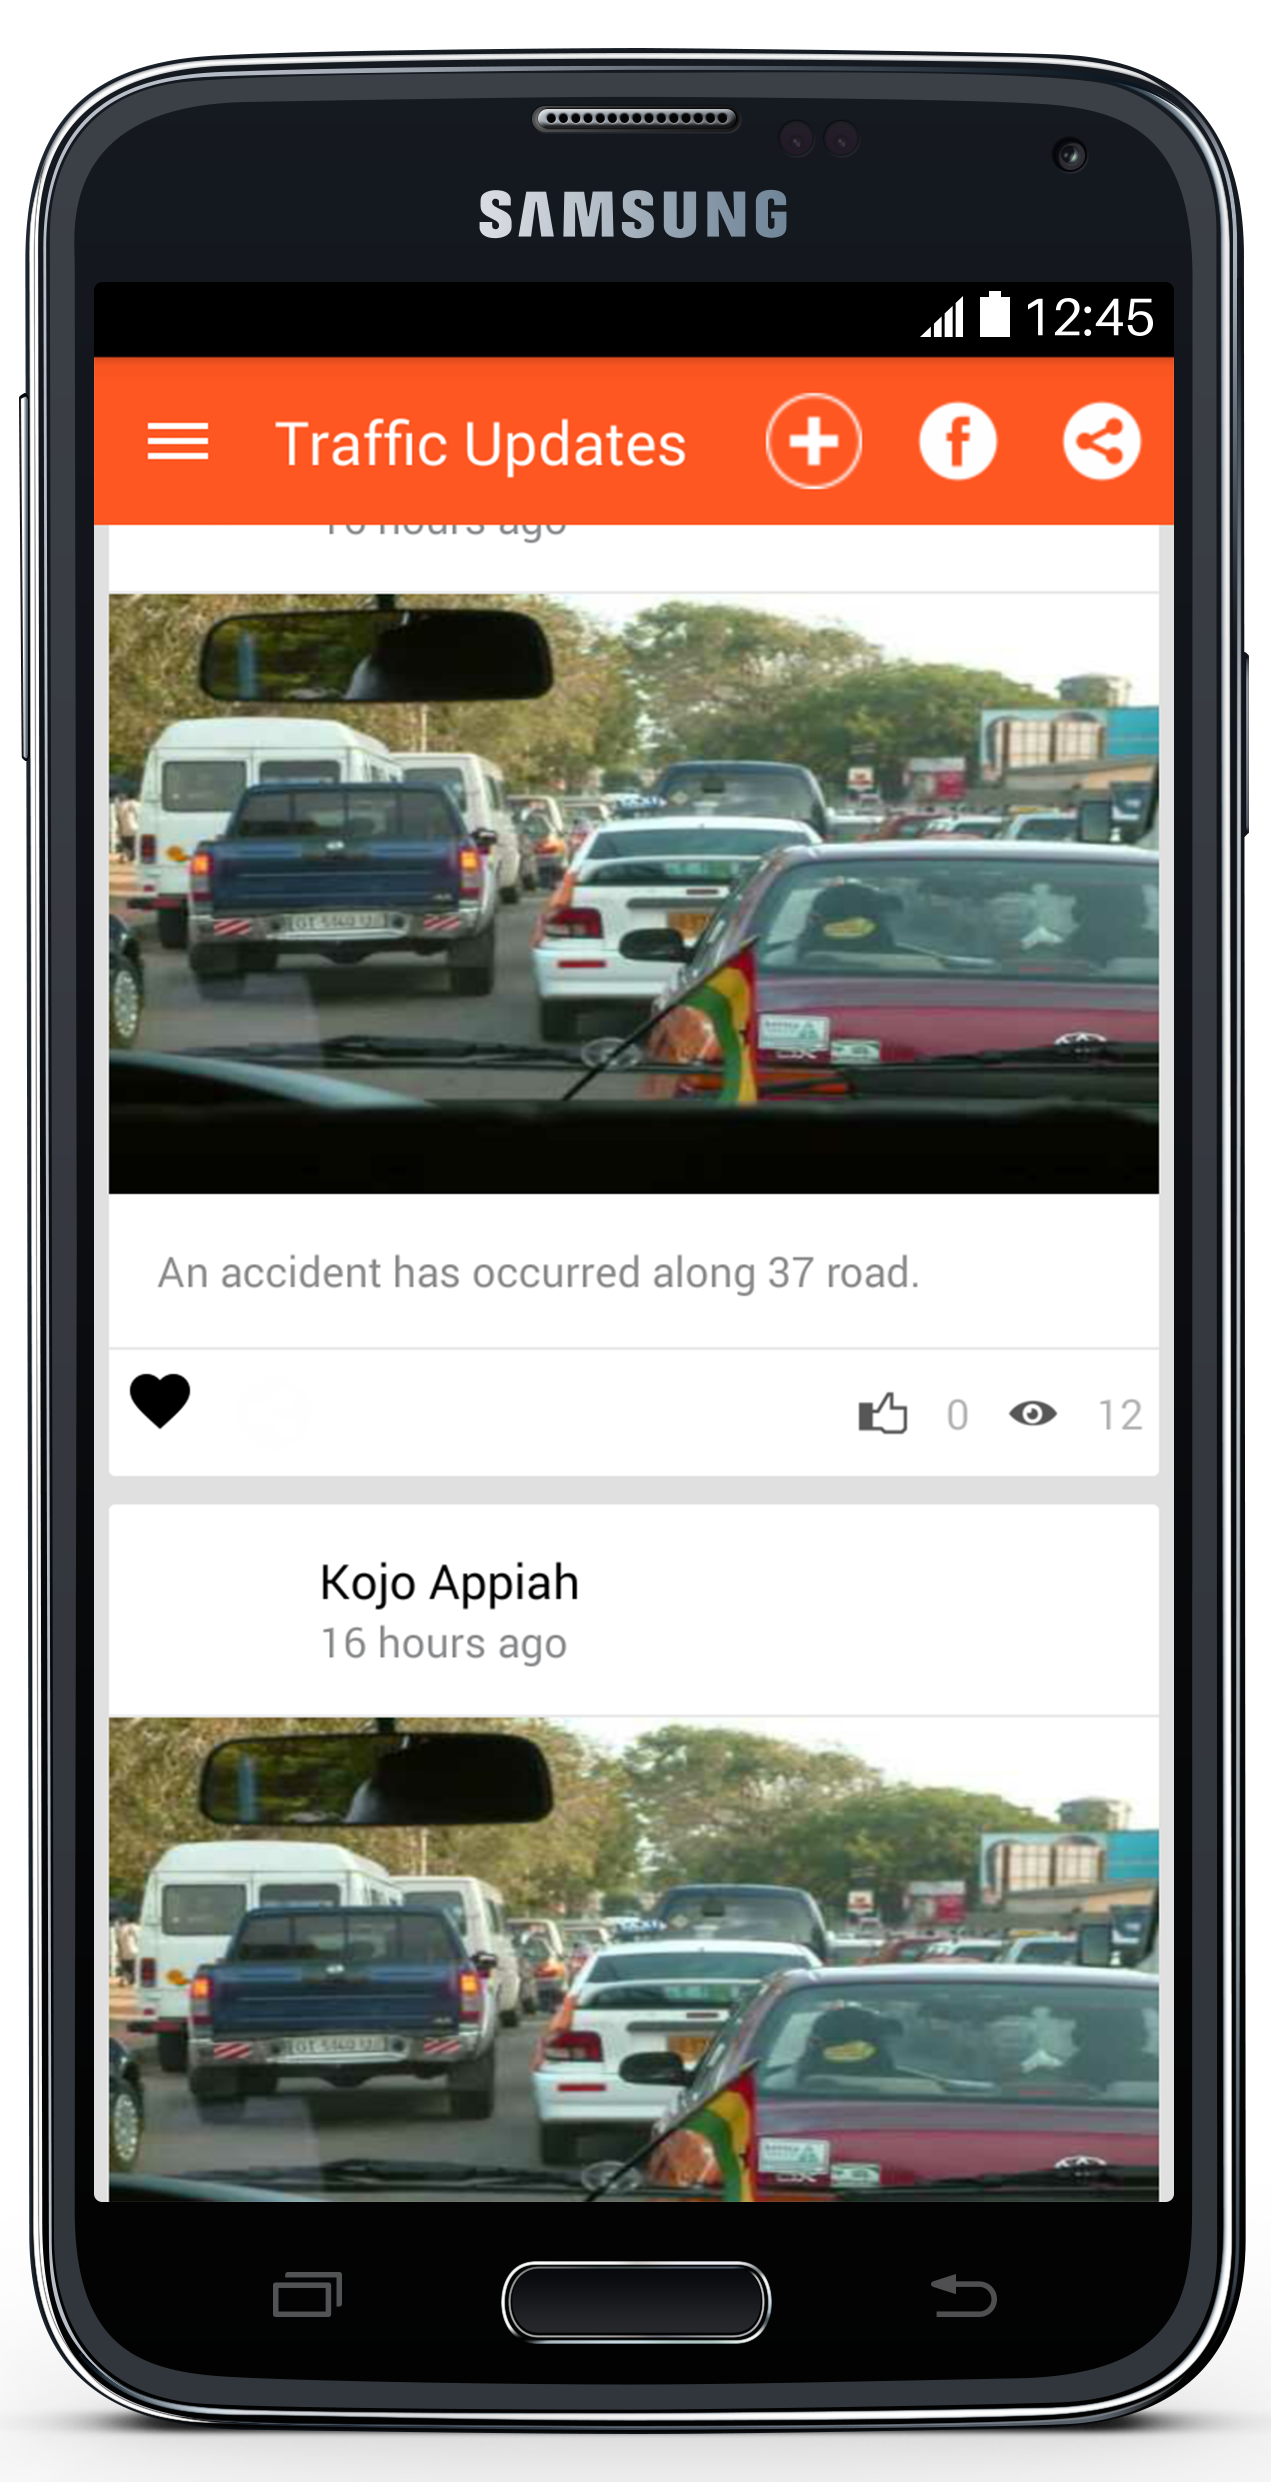 SAMSUNG
12:45
Traffic Updates
hours ago
An accident has occurred along 37 road.
0 12
Kojo Appiah
16 hours ago